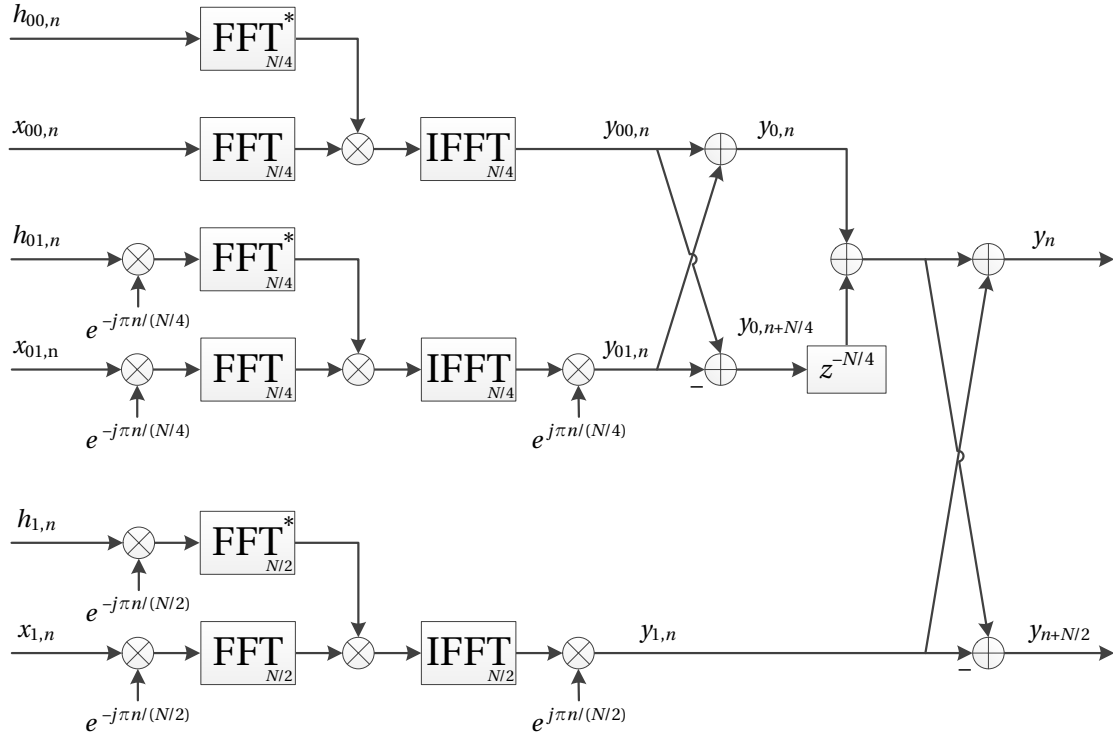 h00,n
FFT*
N/4
x00,n
FFT
N/4
IFFT
N/4
y00,n
y0,n
h01,n
e^−jπn/(N/4)
FFT*
N/4
yn
x01,n
e^−jπn/(N/4)
FFT
N/4
IFFT
N/4
e^jπn/(N/4)
y01,n
−
y0,n+N/4
z^−N/4
h1,n
e^−jπn/(N/2)
FFT*
N/2
x1,n
e^−jπn/(N/2)
FFT
N/2
IFFT
N/2
e^jπn/(N/2)
y1,n
−
yn+N/2